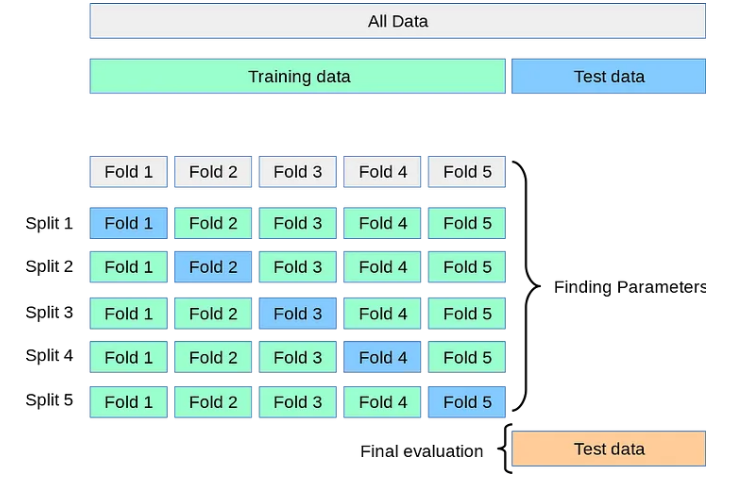 All Data
Training data Test data
Fold 1 Fold 2 Fold 3 Fold 4 Fold 5
Split 1 Fold 1 Fold 2 Fold 3 Fold 4 Fold 5
Split 2 Fold 1 Fold 2 Fold 3 Fold 4 Fold 5
Finding Parameters
Split 3 Fold 1 Fold 2 Fold 3 Fold 4 Fold 5
Split 4 Fold 1 Fold 2 Fold 3 Fold 4 Fold 5
Split 5 Fold 1 Fold 2 Fold 3 Fold 4 Fold 5
Final evaluation Test data